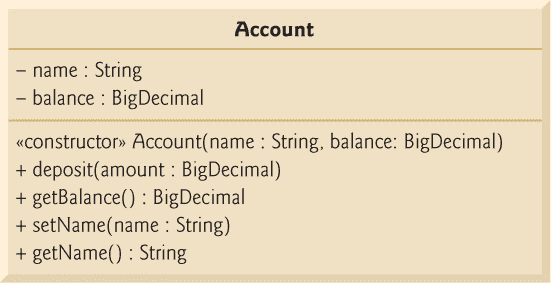 Account
– name : String
– balance : BigDecimal
«constructor» Account(name : String, balance: BigDecimal)
+ deposit(amount : BigDecimal)
+ getBalance() : BigDecimal
+ setName(name : String)
+ getName() : String